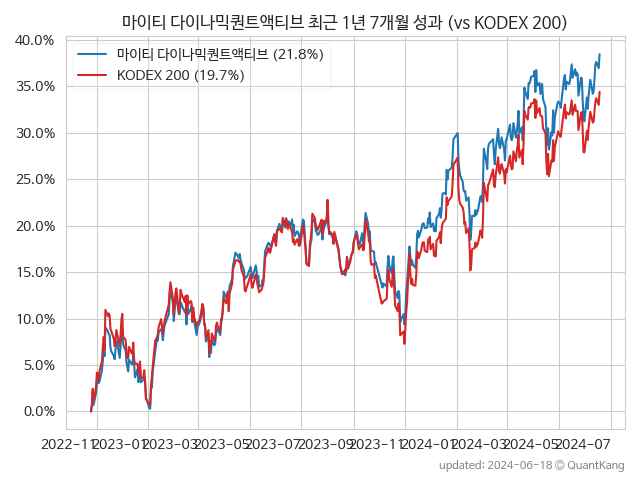 마이티 다이나믹퀀트액티브 최근 1년 7개월 성과 (vs KODEX 200)
마이티 다이나믹퀀트액티브 (21.8%)
KODEX 200 (19.7%)
40.0%
35.0%
30.0%
25.0%
20.0%
15.0%
10.0%
5.0%
0.0%
2022-11 2023-01 2023-03 2023-05 2023-07 2023-09 2023-11 2024-01 2024-03 2024-05 2024-07
updated: 2024-06-18 @ QuantKang